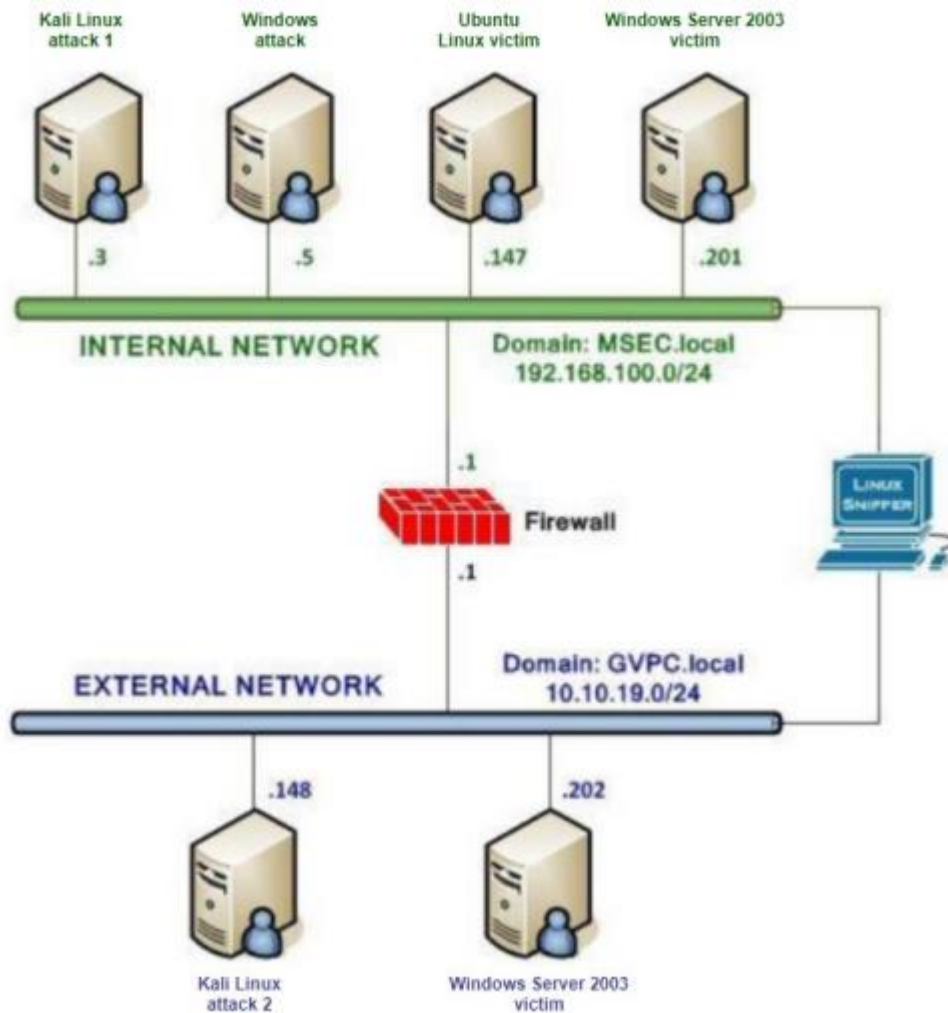 Kali Linux
attack 1
Windows
attack
Ubuntu
Linux victim
Windows Server 2003
victim
.3
.5
.147
.201
INTERNAL NETWORK
Domain: MSEC.local
192.168.100.0/24
.1
Firewall
.1
LINUX
SNIFFER
EXTERNAL NETWORK
Domain: GVPC.local
10.10.19.0/24
.148
.202
Kali Linux
attack 2
Windows Server 2003
victim